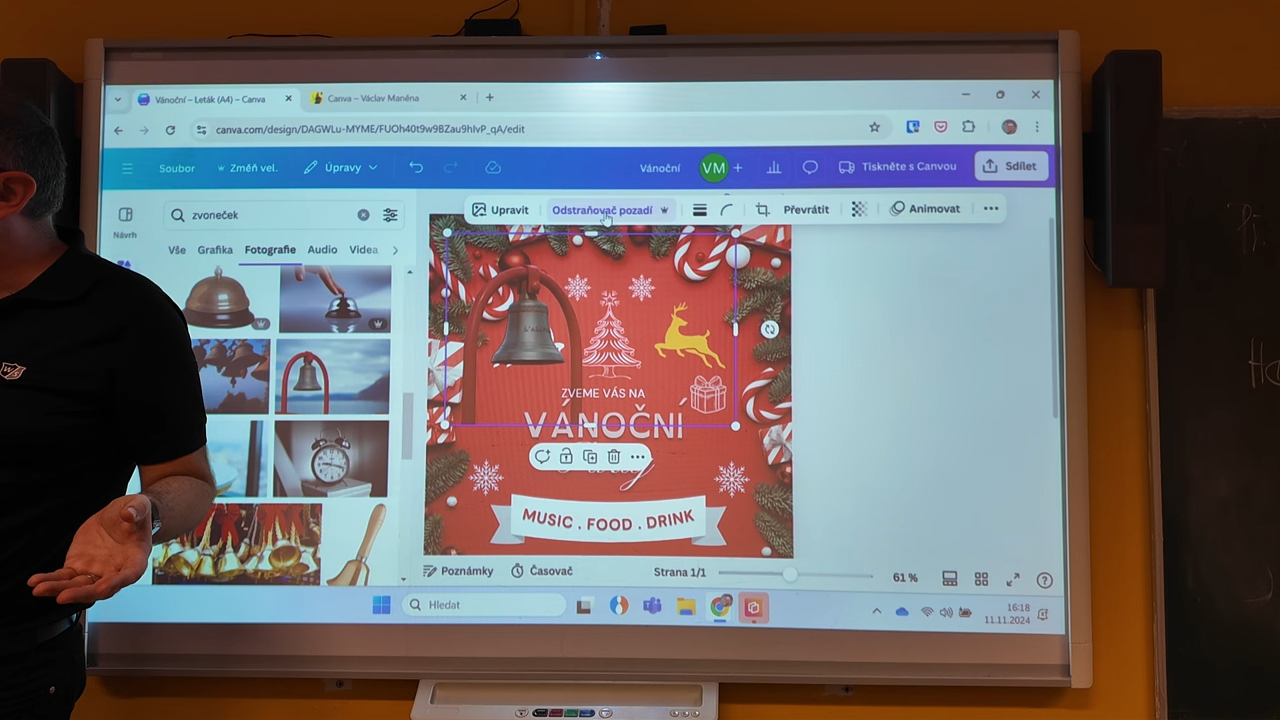 Vánoční – Leták (A4) – Canva
Canva – Václav Maněna
canva.com/design/DAGWLu-MYME/FUOh40t9w9BZau9hIvP_qA/edit
Soubor
Změň vel.
Úpravy
Vánoční
VM
Tiskněte s Canvou
Sdílet
Návrh
zvoneček
Upravit
Odstraňovač pozadí
Převrátit
Animovat
Vše Grafika Fotografie Audio Videa
ZVEME VÁS NA
VÁNOČNÍ
MUSIC . FOOD . DRINK
Poznámky
Časovač
Strana 1/1
61 %
Hledat
16:18
11.11.2024